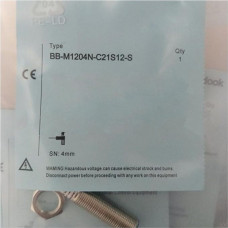 Type
Qty
BB-M1204N-C21S12-S
1
SN: 4mm
WARNING Hazardous voltage can cause electrical shock and burns.
Disconnect power before proceeding with any work on this equipment.